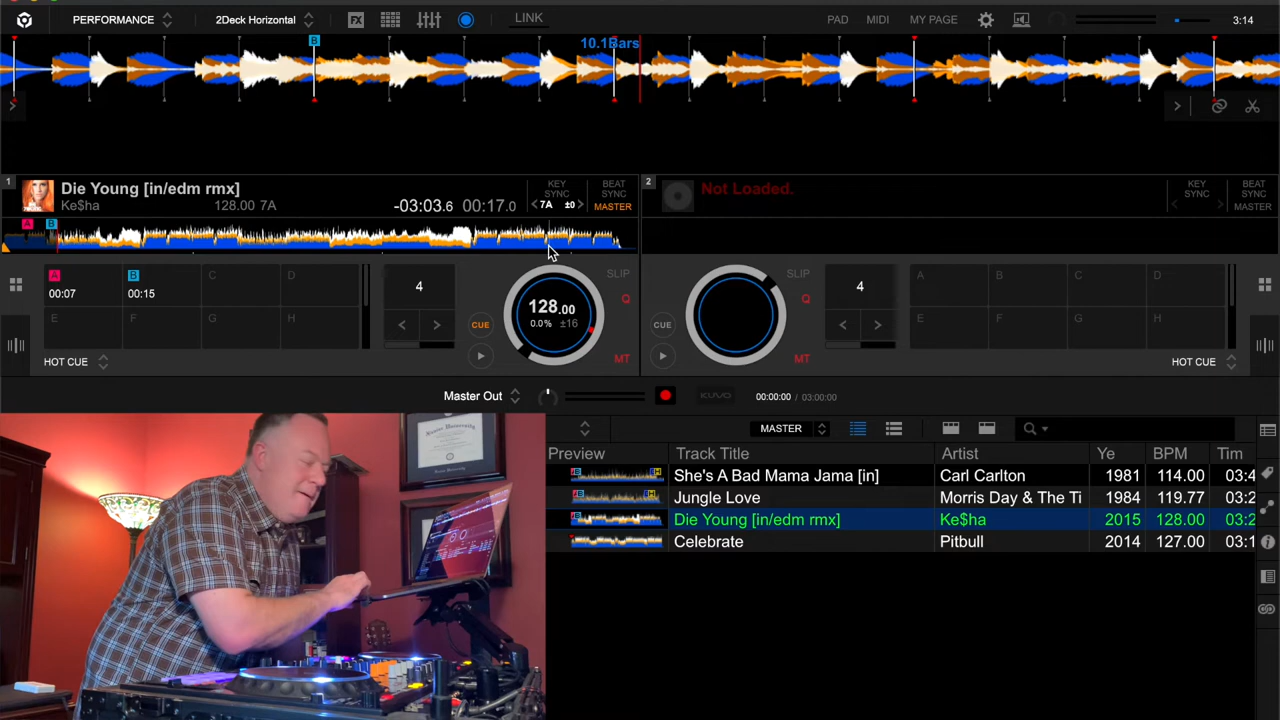 PERFORMANCE 2Deck Horizontal FX LINK PAD MIDI MY PAGE 3:14
B 10.1Bars
1 Die Young [in/edm rmx] KEY SYNC BEAT SYNC 2 Not Loaded. KEY SYNC BEAT SYNC
Ke$ha 128.00 7A -03:03.6 00:17.0 7A ±0 MASTER MASTER
A B
A B C D 4 SLIP SLIP 4 A B C D
00:07 00:15 128.00 Q Q
E F G H CUE 0.0% ±16 CUE E F G H
HOT CUE MT MT HOT CUE
Master Out KUVO 00:00:00 / 03:00:00
MASTER
Preview Track Title Artist Ye BPM Tim
She's A Bad Mama Jama [in] Carl Carlton 1981 114.00 03:4
Jungle Love Morris Day & The Ti 1984 119.77 03:2
Die Young [in/edm rmx] Ke$ha 2015 128.00 03:2
Celebrate Pitbull 2014 127.00 03:1